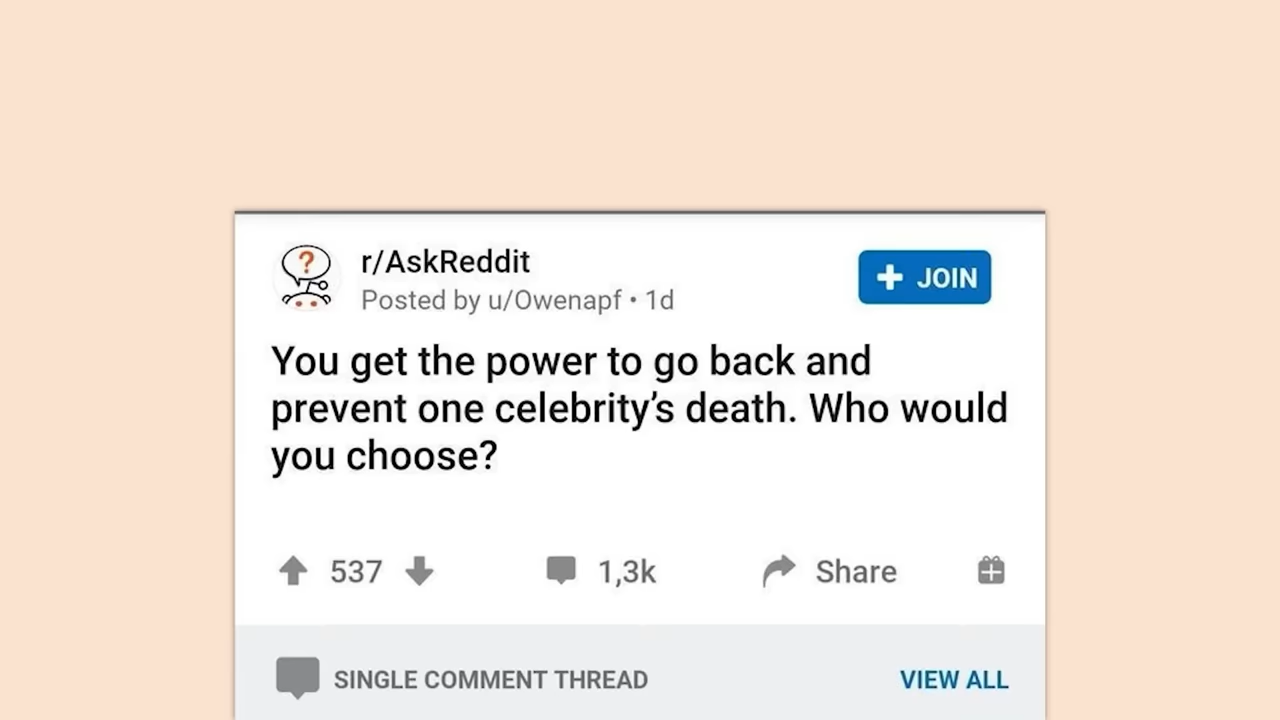 ?
r/AskReddit
Posted by u/Owenapf • 1d
+ JOIN
You get the power to go back and
prevent one celebrity’s death. Who would
you choose?
537
1,3k
Share
SINGLE COMMENT THREAD
VIEW ALL